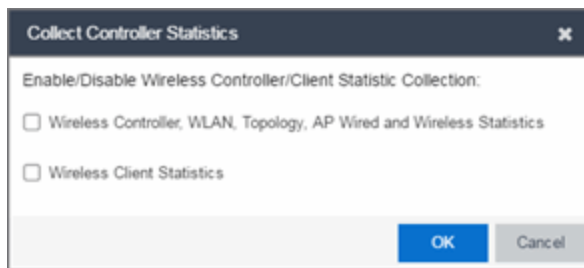 Collect Controller Statistics
Enable/Disable Wireless Controller/Client Statistic Collection:
Wireless Controller, WLAN, Topology, AP Wired and Wireless Statistics
Wireless Client Statistics
OK Cancel